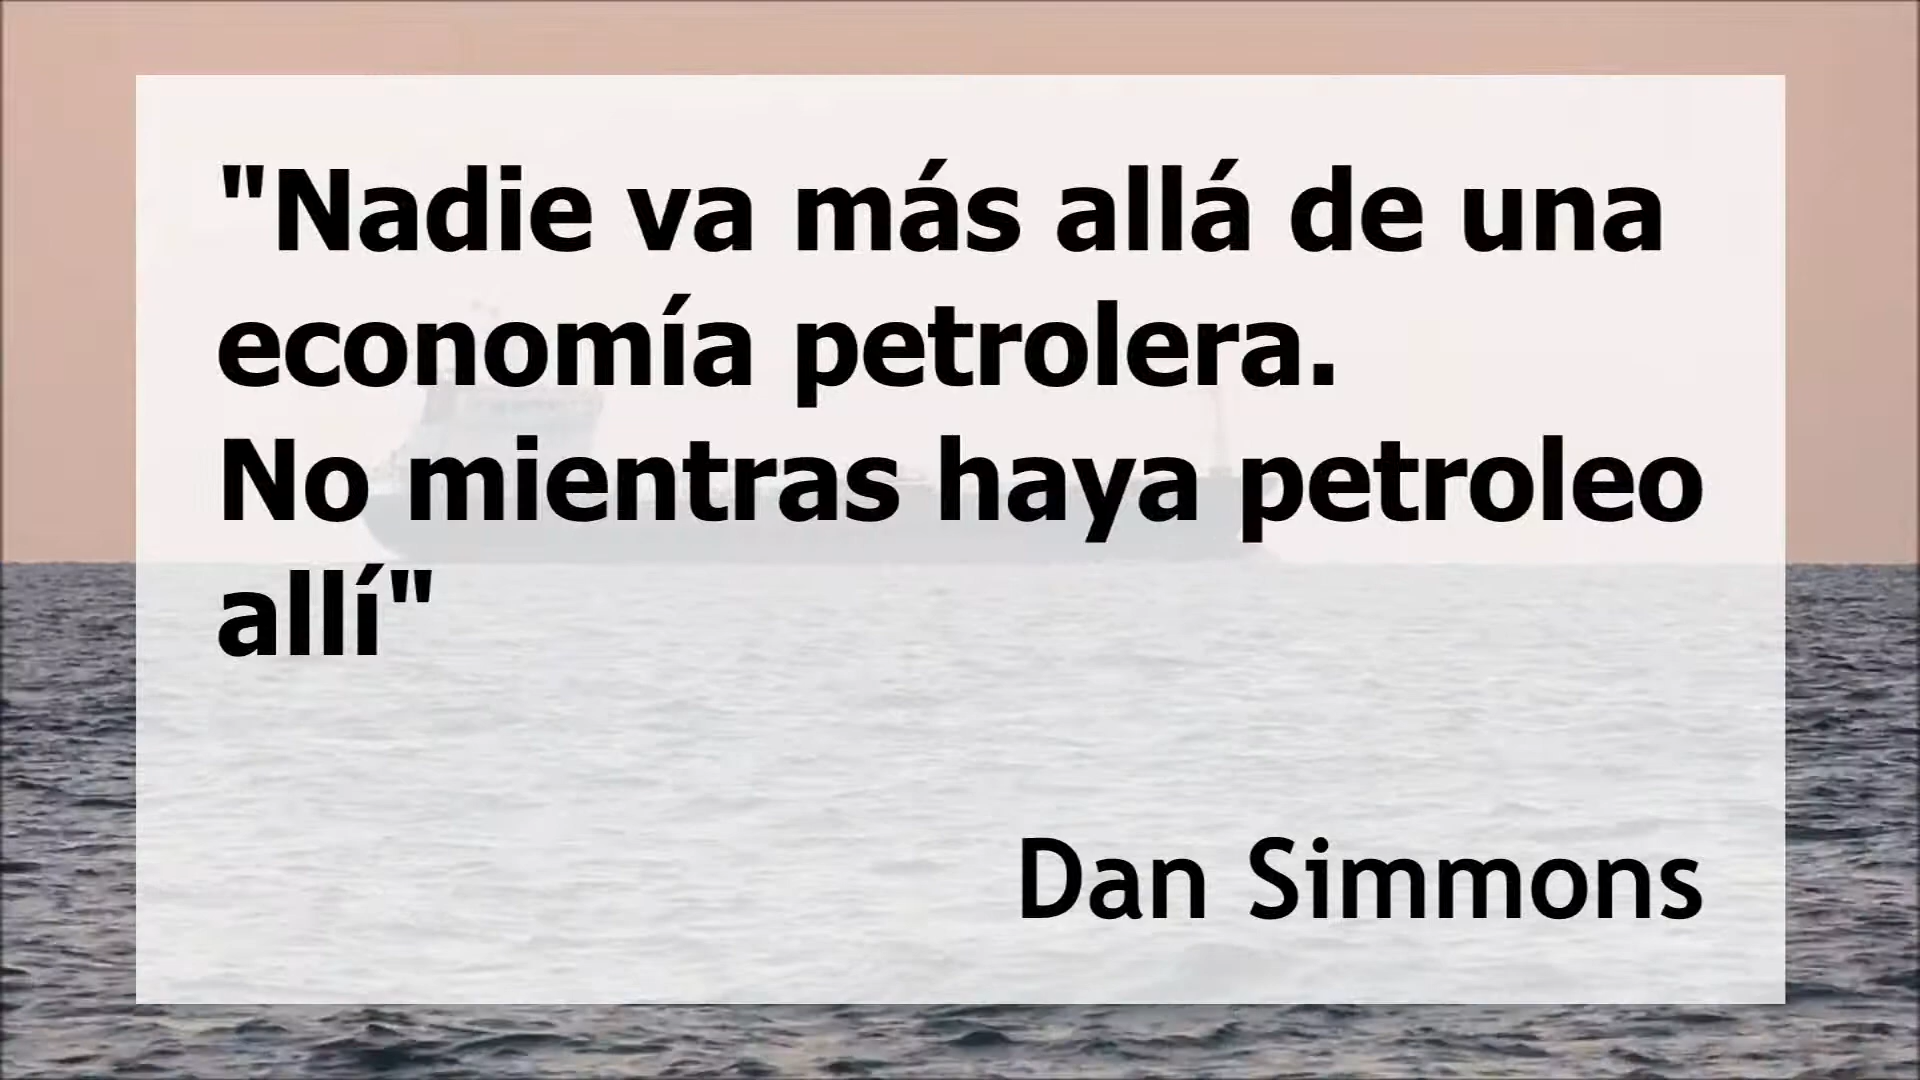 "Nadie va más allá de una
economía petrolera.
No mientras haya petroleo
allí"
Dan Simmons